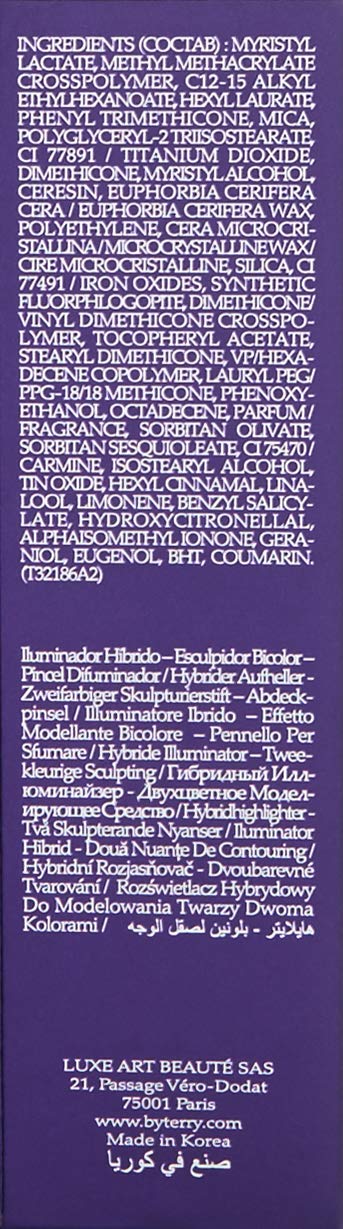 INGREDIENTS (COCTAB) : MYRISTYL
LACTATE, METHYL METHACRYLATE
CROSSPOLYMER, C12-15 ALKYL
ETHYLHEXANOATE, HEXYL LAURATE,
PHENYL TRIMETHICONE, MICA,
POLYGLYCERYL-2 TRIISOSTEARATE,
CI 77891 / TITANIUM DIOXIDE,
DIMETHICONE, MYRISTYL ALCOHOL,
CERESIN, EUPHORBIA CERIFERA
CERA / EUPHORBIA CERIFERA WAX,
POLYETHYLENE, CERA MICROCRI-
STALLINA / MICROCRYSTALLINE WAX /
CIRE MICROCRISTALLINE, SILICA, CI
77491 / IRON OXIDES, SYNTHETIC
FLUORPHLOGOPITE, DIMETHICONE/
VINYL DIMETHICONE CROSSPO-
LYMER, TOCOPHERYL ACETATE,
STEARYL DIMETHICONE, VP/HEXA-
DECENE COPOLYMER, LAURYL PEG/
PPG-18/18 METHICONE, PHENOXY-
ETHANOL, OCTADECENE, PARFUM /
FRAGRANCE, SORBITAN OLIVATE,
SORBITAN SESQUIOLEATE, CI 75470 /
CARMINE, ISOSTEARYL ALCOHOL,
TIN OXIDE, HEXYL CINNAMAL, LINA-
LOOL, LIMONENE, BENZYL SALICY-
LATE, HYDROXYCITRONELLAL,
ALPHAISOMETHYL IONONE, GERA-
NIOL, EUGENOL, BHT, COUMARIN.
(T32186A2)
Iluminador Híbrido – Esculpidor Bicolor –
Pincel Difuminador / Hybrider Aufheller -
Zweifarbiger Skulpturierstift – Abdeck-
pinsel / Illuminatore Ibrido – Effetto
Modellante Bicolore – Pennello Per
Sfumare / Hybride Illuminator – Twee-
kleurige Sculpting / Гибридный Илл-
юминайзер - Двухцветное Модел-
ирующее Средство / Hybridhighlighter -
Två Skulpterande Nyanser / Iluminator
Hibrid - Două Nuanțe De Contouring /
Hybridní Rozjasňovač - Dvoubarevné
Tvarování / Rozświetlacz Hybrydowy
Do Modelowania Twarzy Dwoma
Kolorami / هايلايتر - بلونين لصقل الوجه
LUXE ART BEAUTÉ SAS
21, Passage Véro-Dodat
75001 Paris
www.byterry.com
Made in Korea
صنع في كوريا